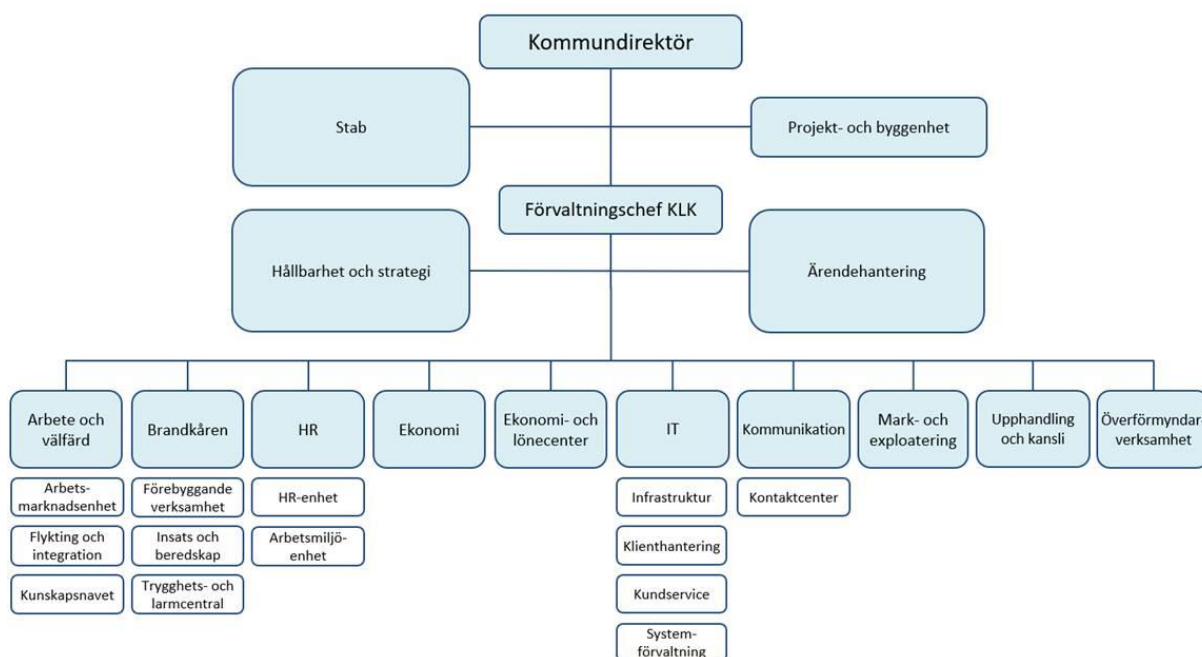 Kommundirektör
Stab
Projekt- och byggenhet
Förvaltningschef KLK
Hållbarhet och strategi
Ärendehantering
Arbete och
välfärd
Brandkåren
HR
Ekonomi
Ekonomi- och
lönecenter
IT
Kommunikation
Mark- och
exploatering
Upphandling
och kansli
Överförmyndar-
verksamhet
Arbets-
marknadsenhet
Flykting och
integration
Kunskapsnavet
Förebyggande
verksamhet
Insats och
beredskap
Trygghets- och
larmcentral
HR-enhet
Arbetsmiljö-
enhet
Infrastruktur
Klienthantering
Kundservice
System-
förvaltning
Kontaktcenter